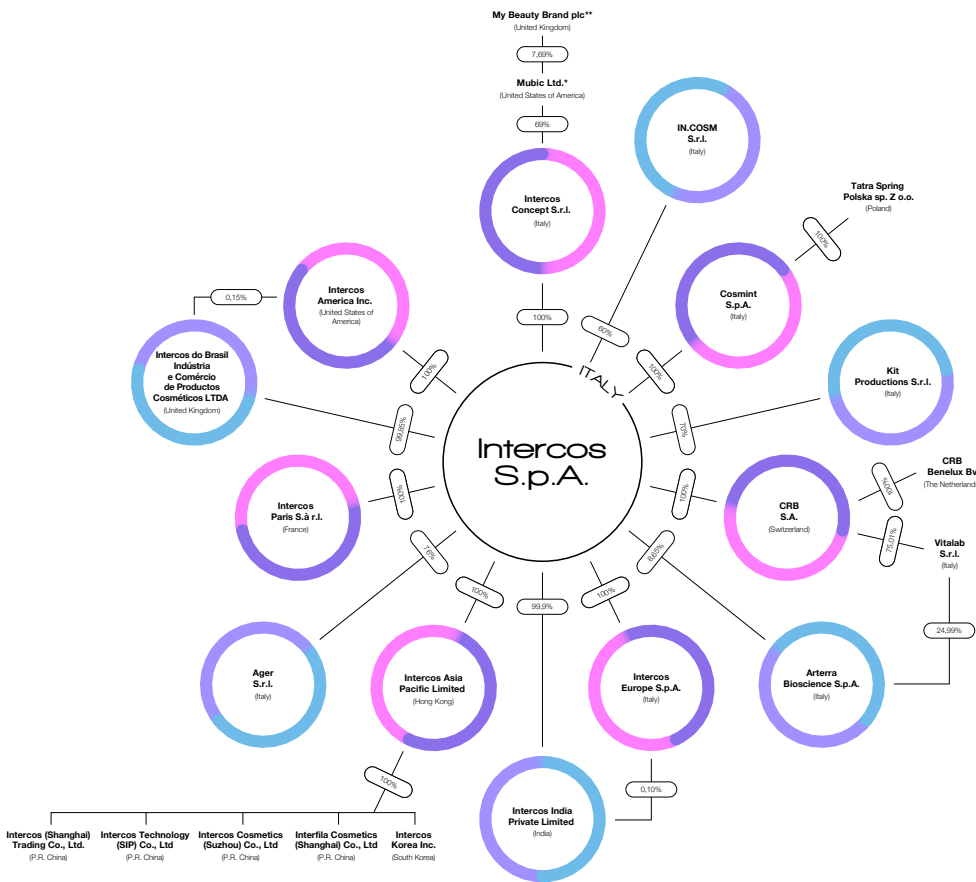 My Beauty Brand plc**
(United Kingdom)
7,69%
Mubic Ltd.*
(United States of America)
69%
Intercos
Concept S.r.l.
(Italy)
100%
IN.COSM
S.r.l.
(Italy)
60%
Tatra Spring
Polska sp. Z o.o.
(Poland)
100%
Cosmint
S.p.A.
(Italy)
100%
Intercos
America Inc.
(United States of
America)
0,15%
100%
Intercos do Brasil
Indústria
e Comércio
de Productos
Cosméticos LTDA
(United Kingdom)
99,85%
Kit
Productions S.r.l.
(Italy)
70%
ITALY
Intercos
S.p.A.
Intercos
Paris S.à r.l.
(France)
100%
CRB
S.A.
(Switzerland)
100%
CRB
Benelux Bv
(The Netherlands
100%
75,01%
Vitalab
S.r.l.
(Italy)
24,99%
Ager
S.r.l.
(Italy)
76%
Intercos Asia
Pacific Limited
(Hong Kong)
100%
99,9%
Intercos
Europe S.p.A.
(Italy)
100%
8,65%
Arterra
Bioscience S.p.A.
(Italy)
0,10%
Intercos India
Private Limited
(India)
100%
Intercos (Shanghai)
Trading Co., Ltd.
(P.R. China)
Intercos Technology
(SIP) Co., Ltd
(P.R. China)
Intercos Cosmetics
(Suzhou) Co., Ltd
(P.R. China)
Interfila Cosmetics
(Shanghai) Co., Ltd
(P.R. China)
Intercos
Korea Inc.
(South Korea)